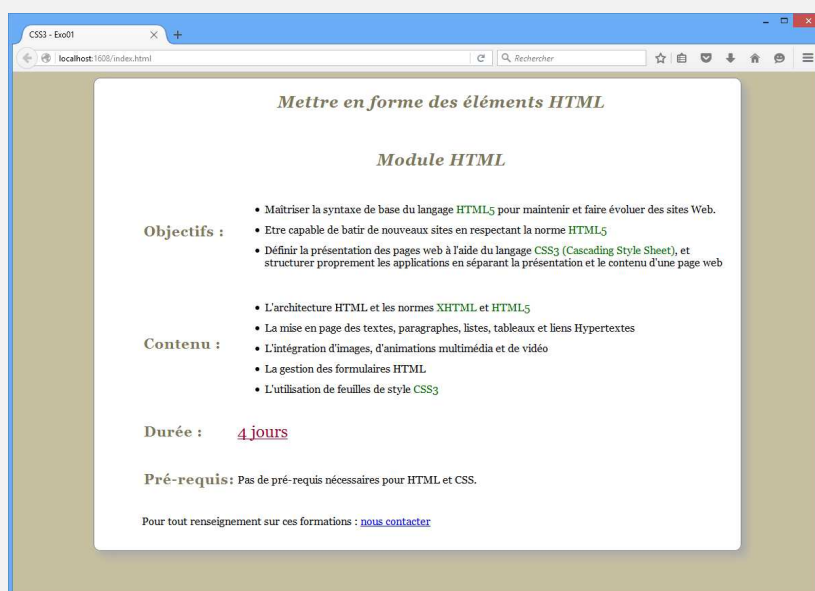 CSS3 - Exo01
localhost:1608/index.html
Rechercher
Mettre en forme des éléments HTML
Module HTML
Objectifs :
• Maîtriser la syntaxe de base du langage HTML5 pour maintenir et faire évoluer des sites Web.
• Etre capable de batir de nouveaux sites en respectant la norme HTML5
• Définir la présentation des pages web à l'aide du langage CSS3 (Cascading Style Sheet), et
structurer proprement les applications en séparant la présentation et le contenu d'une page web
Contenu :
• L'architecture HTML et les normes XHTML et HTML5
• La mise en page des textes, paragraphes, listes, tableaux et liens Hypertextes
• L'intégration d'images, d'animations multimédia et de vidéo
• La gestion des formulaires HTML
• L'utilisation de feuilles de style CSS3
Durée : 4 jours
Pré-requis: Pas de pré-requis nécessaires pour HTML et CSS.
Pour tout renseignement sur ces formations : nous contacter